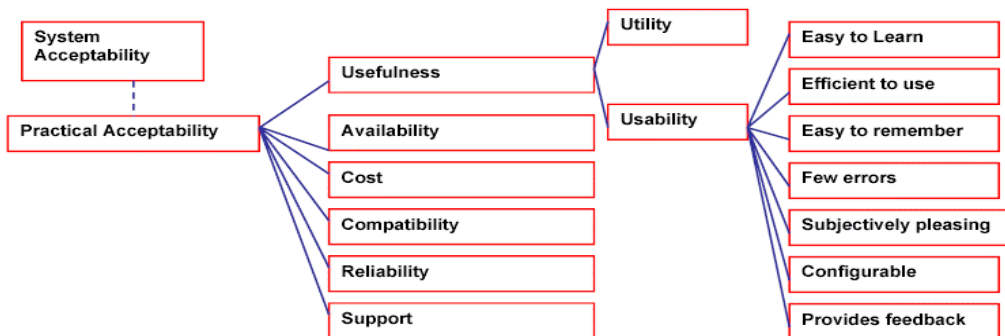 System
Acceptability
Practical Acceptability
Usefulness
Availability
Cost
Compatibility
Reliability
Support
Utility
Usability
Easy to Learn
Efficient to use
Easy to remember
Few errors
Subjectively pleasing
Configurable
Provides feedback